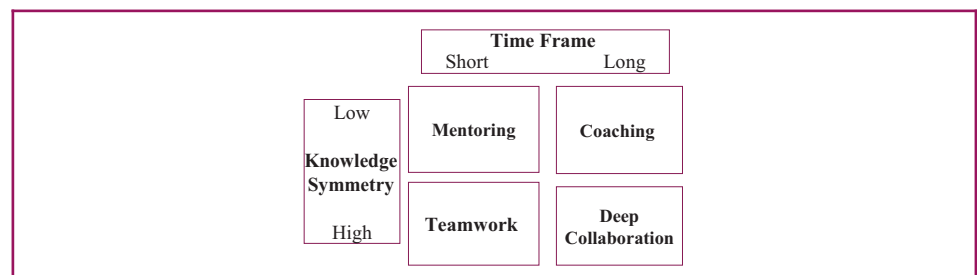 Time Frame
Short Long
Low
Knowledge
Symmetry
High
Mentoring
Coaching
Teamwork
Deep
Collaboration